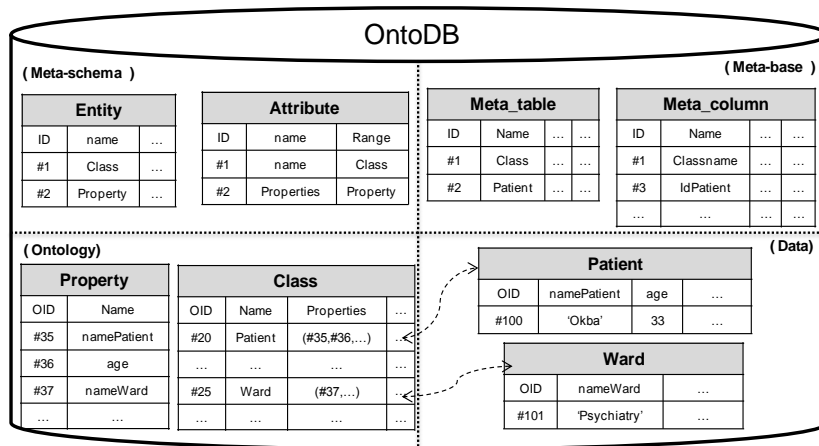 OntoDB
( Meta-schema )
( Meta-base )
Entity
ID name ...
#1 Class ...
#2 Property ...
Attribute
ID name Range
#1 name Class
#2 Properties Property
Meta_table
ID Name ... ...
#1 Class ... ...
#2 Patient ... ...
Meta_column
ID Name ... ...
#1 Classname ... ...
#3 IdPatient ... ...
... ... ... ...
(Ontology)
(Data)
Property
OID Name
#35 namePatient
#36 age
#37 nameWard
... ...
Class
OID Name Properties ...
#20 Patient (#35,#36,...) ...
... ... ... ...
#25 Ward (#37,...) ...
... ... ... ...
Patient
OID namePatient age ...
#100 ‘Okba’ 33 ...
Ward
OID nameWard ...
#101 ‘Psychiatry’ ...